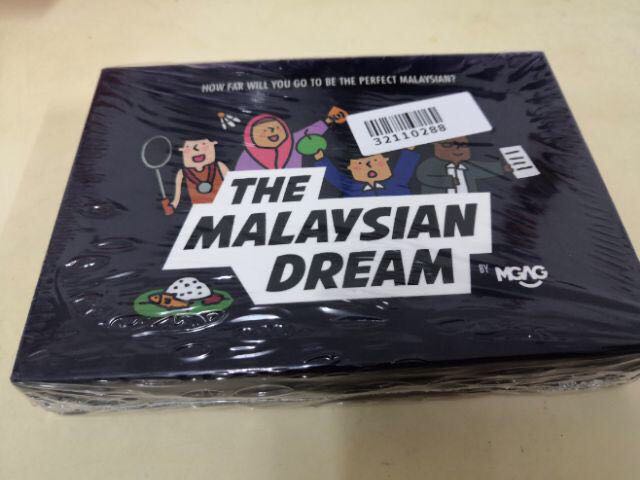 HOW FAR WILL YOU GO TO BE THE PERFECT MALAYSIAN?
32110288
THE
MALAYSIAN
DREAM
BY MGAG